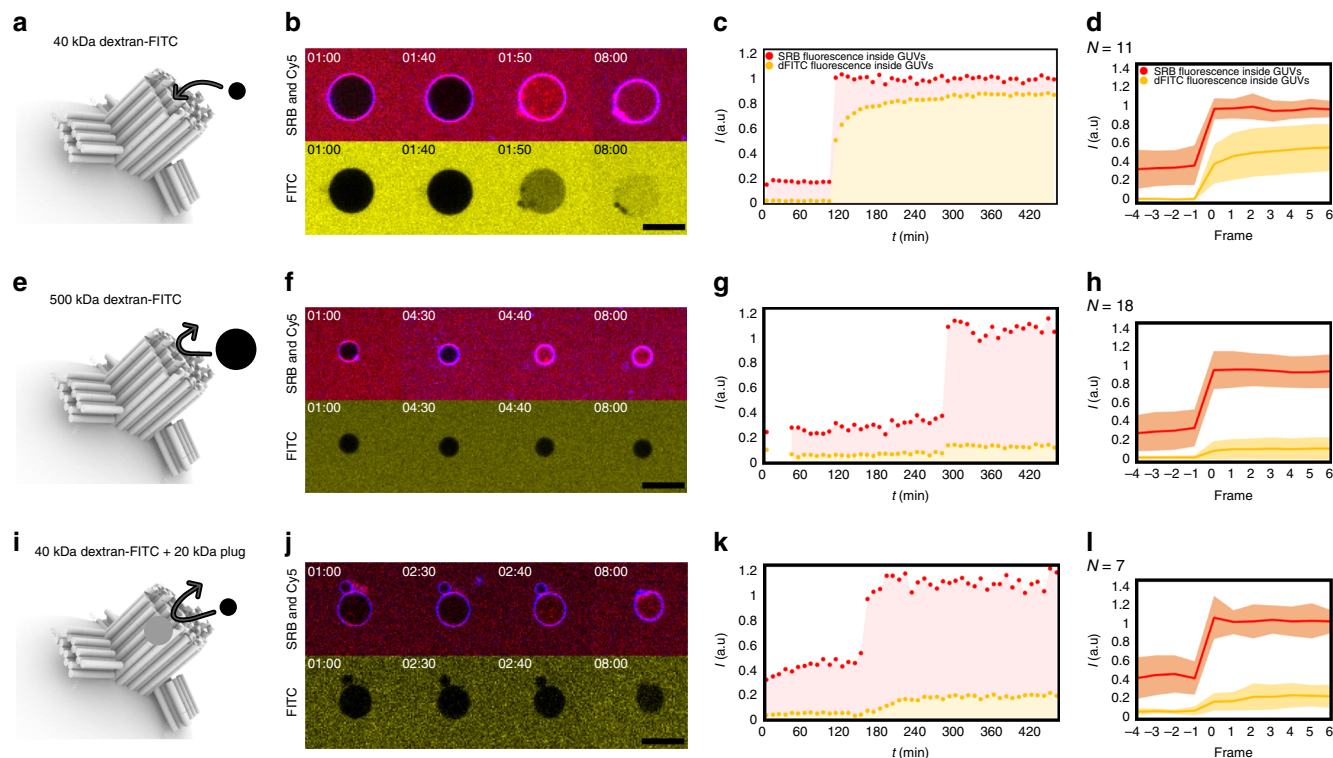 a
40 kDa dextran-FITC
b
SRB and Cy5
01:00 01:40 01:50 08:00
FITC
01:00 01:40 01:50 08:00
c
1.2
1
0.8
0.6
0.4
0.2
0
I (a.u)
SRB fluorescence inside GUVs
dFITC fluorescence inside GUVs
0 60 120 180 240 300 360 420
t (min)
d
N = 11
1.4
1.2
1
0.8
0.6
0.4
0.2
0
I (a.u)
SRB fluorescence inside GUVs
dFITC fluorescence inside GUVs
−4 −3 −2 −1 0 1 2 3 4 5 6
Frame
e
500 kDa dextran-FITC
f
SRB and Cy5
01:00 04:30 04:40 08:00
FITC
01:00 04:30 04:40 08:00
g
1.2
1
0.8
0.6
0.4
0.2
0
I (a.u)
0 60 120 180 240 300 360 420
t (min)
h
N = 18
1.4
1.2
1
0.8
0.6
0.4
0.2
0
I (a.u)
−4 −3 −2 −1 0 1 2 3 4 5 6
Frame
i
40 kDa dextran-FITC + 20 kDa plug
j
SRB and Cy5
01:00 02:30 02:40 08:00
FITC
01:00 02:30 02:40 08:00
k
1.2
1
0.8
0.6
0.4
0.2
0
I (a.u)
0 60 120 180 240 300 360 420
t (min)
l
N = 7
1.4
1.2
1
0.8
0.6
0.4
0.2
0
I (a.u)
−4 −3 −2 −1 0 1 2 3 4 5 6
Frame